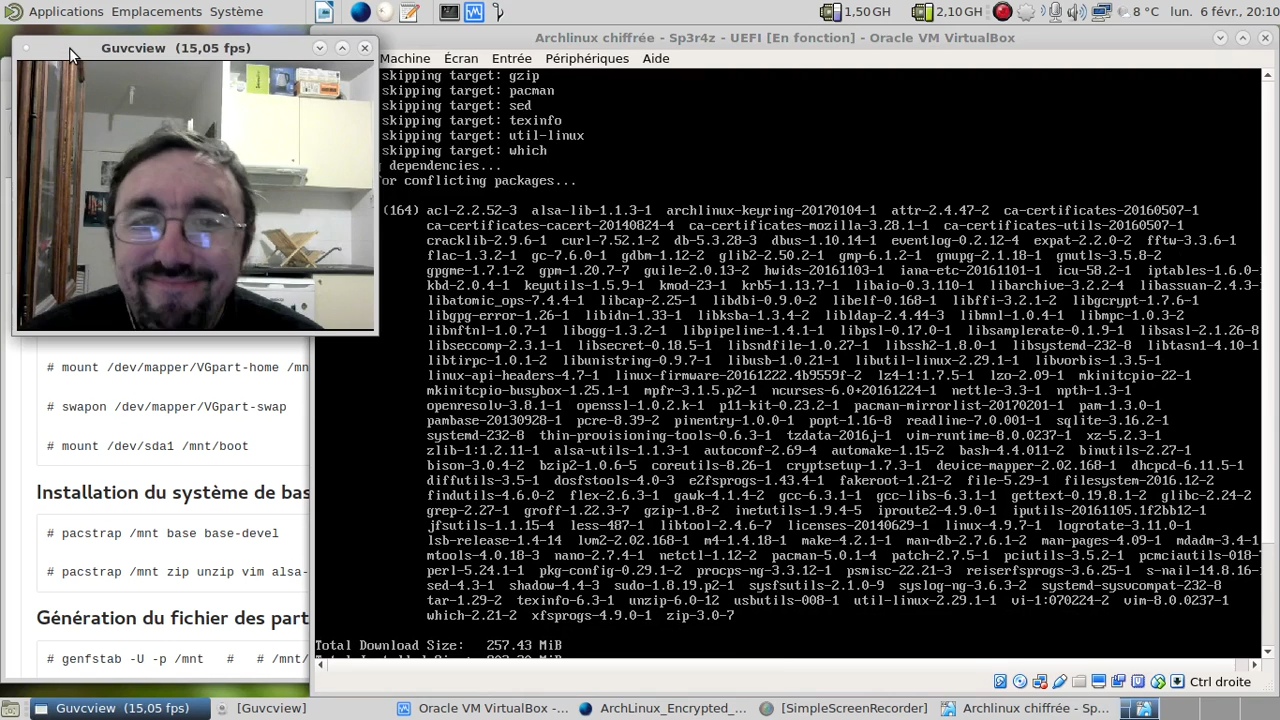 Applications Emplacements Système 1,50GH 2,10 GH 8 °C lun. 6 févr., 20:10
Guvcview (15,05 fps)
Archlinux chiffrée - Sp3r4z - UEFI [En fonction] - Oracle VM VirtualBox
Machine Écran Entrée Périphériques Aide
skipping target: gzip
skipping target: pacman
skipping target: sed
skipping target: texinfo
skipping target: util-linux
skipping target: which
dependencies...
for conflicting packages...
(164) acl-2.2.52-3 alsa-lib-1.1.3-1 archlinux-keyring-20170104-1 attr-2.4.47-2 ca-certificates-20160507-1
ca-certificates-cacert-20140824-4 ca-certificates-mozilla-3.28.1-1 ca-certificates-utils-20160507-1
cracklib-2.9.6-1 curl-7.52.1-2 db-5.3.28-3 dbus-1.10.14-1 eventlog-0.2.12-4 expat-2.2.0-2 fftw-3.3.6-1
flac-1.3.2-1 gc-7.6.0-1 gdbm-1.12-2 glib2-2.50.2-1 gmp-6.1.2-1 gnupg-2.1.18-1 gnutls-3.5.8-2
gpgme-1.7.1-2 gpm-1.20.7-7 guile-2.0.13-2 hwids-20161103-1 iana-etc-20161101-1 icu-58.2-1 iptables-1.6.0-
kbd-2.0.4-1 keyutils-1.5.9-1 kmod-23-1 krb5-1.13.7-1 libaio-0.3.110-1 libarchive-3.2.2-4 libassuan-2.4.3-
libatomic_ops-7.4.4-1 libcap-2.25-1 libdbi-0.9.0-2 libelf-0.168-1 libffi-3.2.1-2 libgcrypt-1.7.6-1
libgpg-error-1.26-1 libidn-1.33-1 libksba-1.3.4-2 libldap-2.4.44-3 libmnl-1.0.4-1 libmpc-1.0.3-2
libnftnl-1.0.7-1 libogg-1.3.2-1 libpipeline-1.4.1-1 libpsl-0.17.0-1 libsamplerate-0.1.9-1 libsasl-2.1.26-8
libseccomp-2.3.1-1 libsecret-0.18.5-1 libsndfile-1.0.27-1 libssh2-1.8.0-1 libsystemd-232-8 libtasn1-4.10-1
libtirpc-1.0.1-2 libunistring-0.9.7-1 libusb-1.0.21-1 libutil-linux-2.29.1-1 libvorbis-1.3.5-1
linux-api-headers-4.7-1 linux-firmware-20161222.4b9559f-2 lz4-1:1.7.5-1 lzo-2.09-1 mkinitcpio-22-1
mkinitcpio-busybox-1.25.1-1 mpfr-3.1.5.p2-1 ncurses-6.0+20161224-1 nettle-3.3-1 npth-1.3-1
openresolv-3.8.1-1 openssl-1.0.2.k-1 p11-kit-0.23.2-1 pacman-mirrorlist-20170201-1 pam-1.3.0-1
pambase-20130928-1 pcre-8.39-2 pinentry-1.0.0-1 popt-1.16-8 readline-7.0.001-1 sqlite-3.16.2-1
systemd-232-8 thin-provisioning-tools-0.6.3-1 tzdata-2016j-1 vim-runtime-8.0.0237-1 xz-5.2.3-1
zlib-1:1.2.11-1 alsa-utils-1.1.3-1 autoconf-2.69-4 automake-1.15-2 bash-4.4.011-2 binutils-2.27-1
bison-3.0.4-2 bzip2-1.0.6-5 coreutils-8.26-1 cryptsetup-1.7.3-1 device-mapper-2.02.168-1 dhcpcd-6.11.5-1
diffutils-3.5-1 dosfstools-4.0-3 e2fsprogs-1.43.4-1 fakeroot-1.21-2 file-5.29-1 filesystem-2016.12-2
findutils-4.6.0-2 flex-2.6.3-1 gawk-4.1.4-2 gcc-6.3.1-1 gcc-libs-6.3.1-1 gettext-0.19.8.1-2 glibc-2.24-2
grep-2.27-1 groff-1.22.3-7 gzip-1.8-2 inetutils-1.9.4-5 iproute2-4.9.0-1 iputils-20161105.1f2bb12-1
jfsutils-1.1.15-4 less-487-1 libtool-2.4.6-7 licenses-20140629-1 linux-4.9.7-1 logrotate-3.11.0-1
lsb-release-1.4-14 lvm2-2.02.168-1 m4-1.4.18-1 make-4.2.1-1 man-db-2.7.6.1-2 man-pages-4.09-1 mdadm-3.4-1
mtools-4.0.18-3 nano-2.7.4-1 netctl-1.12-2 pacman-5.0.1-4 patch-2.7.5-1 pciutils-3.5.2-1 pcmciautils-018-
perl-5.24.1-1 pkg-config-0.29.1-2 procps-ng-3.3.12-1 psmisc-22.21-3 reiserfsprogs-3.6.25-1 s-nail-14.8.16-
sed-4.3-1 shadow-4.4-3 sudo-1.8.19.p2-1 sysfsutils-2.1.0-9 syslog-ng-3.6.3-2 systemd-sysvcompat-232-8
tar-1.29-2 texinfo-6.3-1 unzip-6.0-12 usbutils-008-1 util-linux-2.29.1-1 vi-1:070224-2 vim-8.0.0237-1
which-2.21-2 xfsprogs-4.9.0-1 zip-3.0-7
Total Download Size: 257.43 MiB
# mount /dev/mapper/VGpart-home /mn
# swapon /dev/mapper/VGpart-swap
# mount /dev/sda1 /mnt/boot
Installation du système de bas
# pacstrap /mnt base base-devel
# pacstrap /mnt zip unzip vim alsa-
Génération du fichier des part
# genfstab -U -p /mnt # # /mnt/
Ctrl droite
Guvcview (15,05 fps) [Guvcview] Oracle VM VirtualBox -... ArchLinux_Encrypted_... [SimpleScreenRecorder] Archlinux chiffrée - Sp...